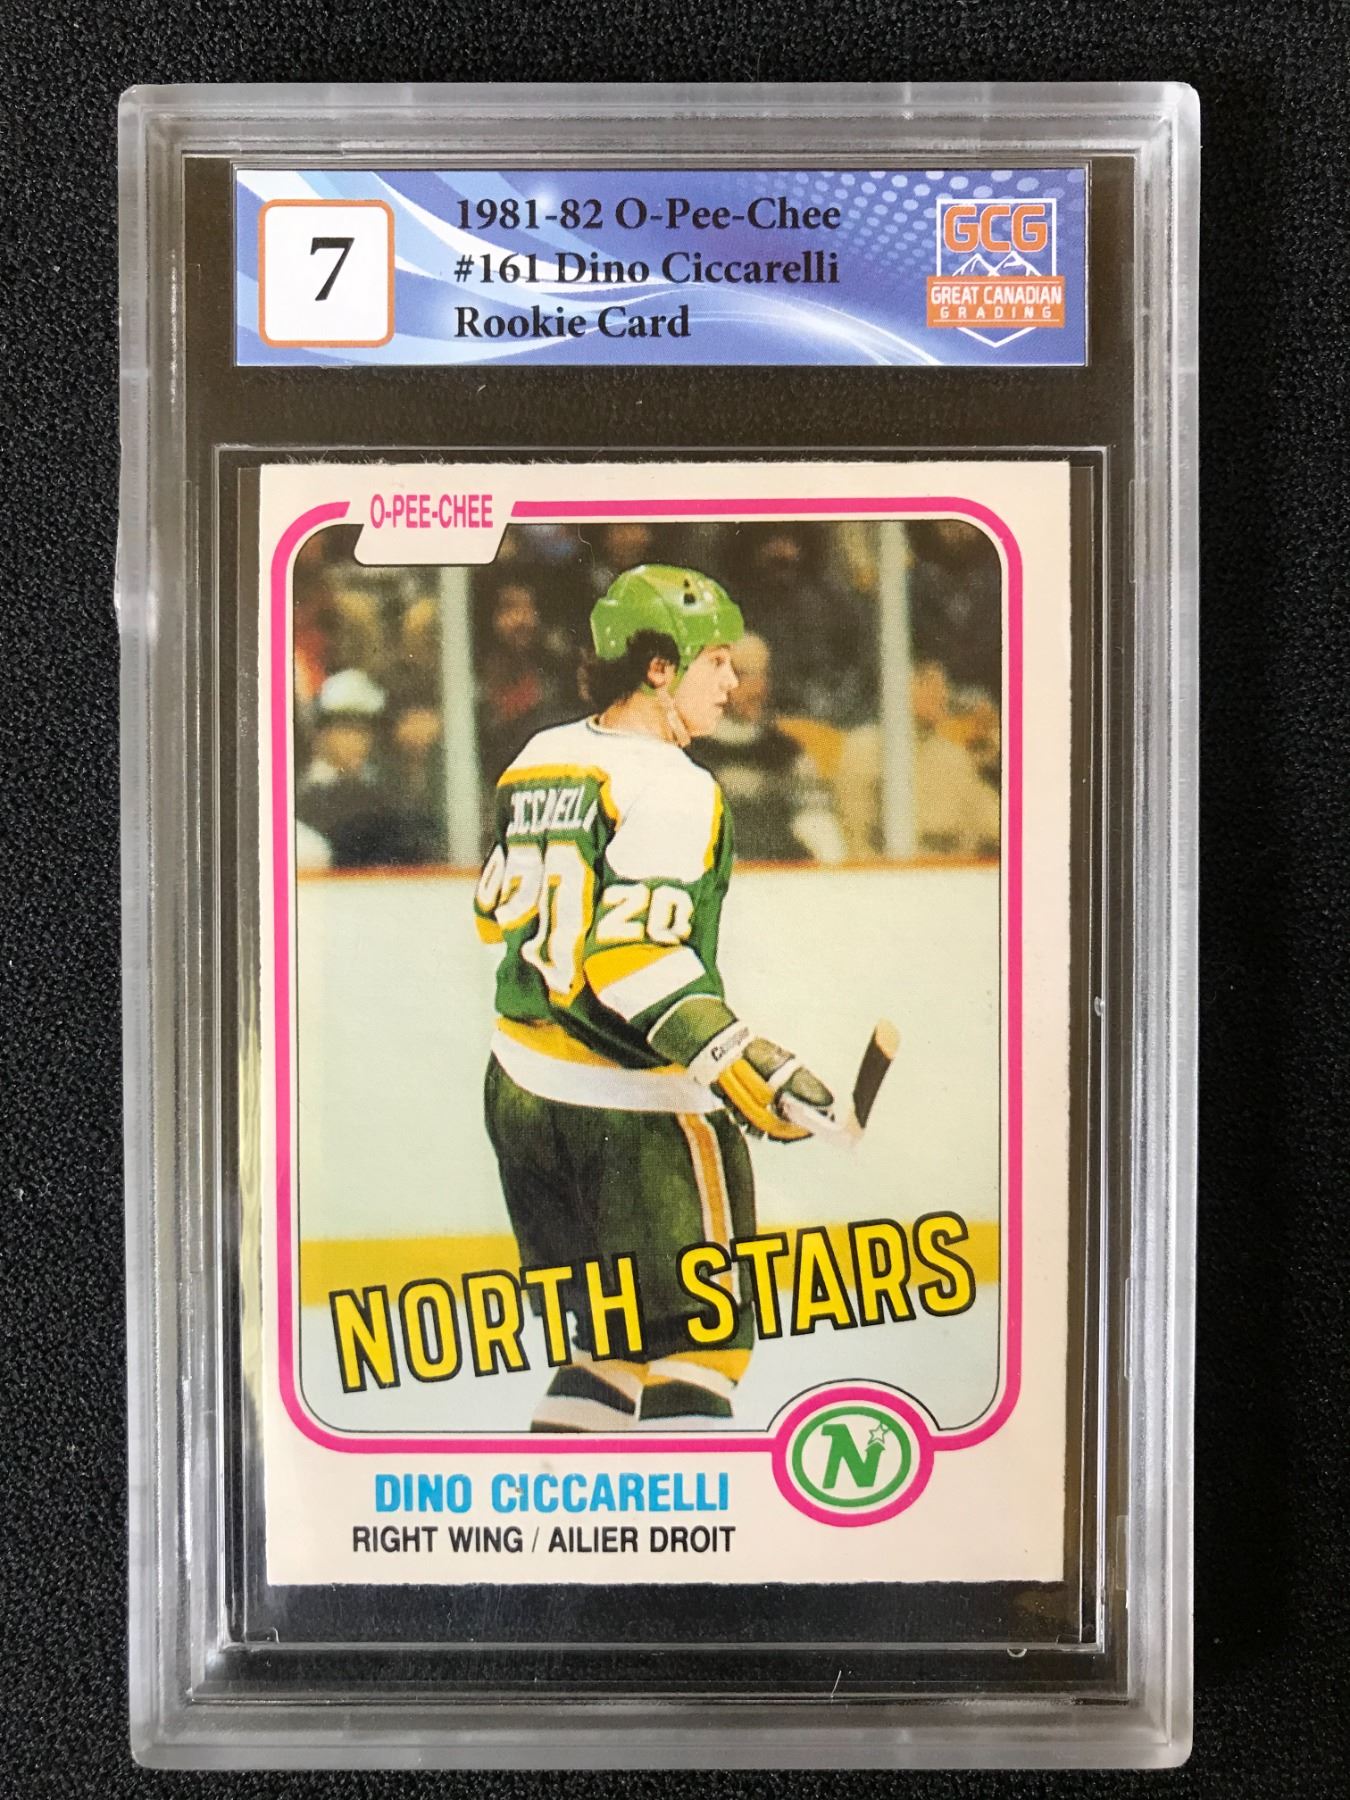 7
1981-82 O-Pee-Chee
#161 Dino Ciccarelli
Rookie Card
GCG
GREAT CANADIAN
GRADING
O-PEE-CHEE
20
20
NORTH STARS
N
DINO CICCARELLI
RIGHT WING / AILIER DROIT